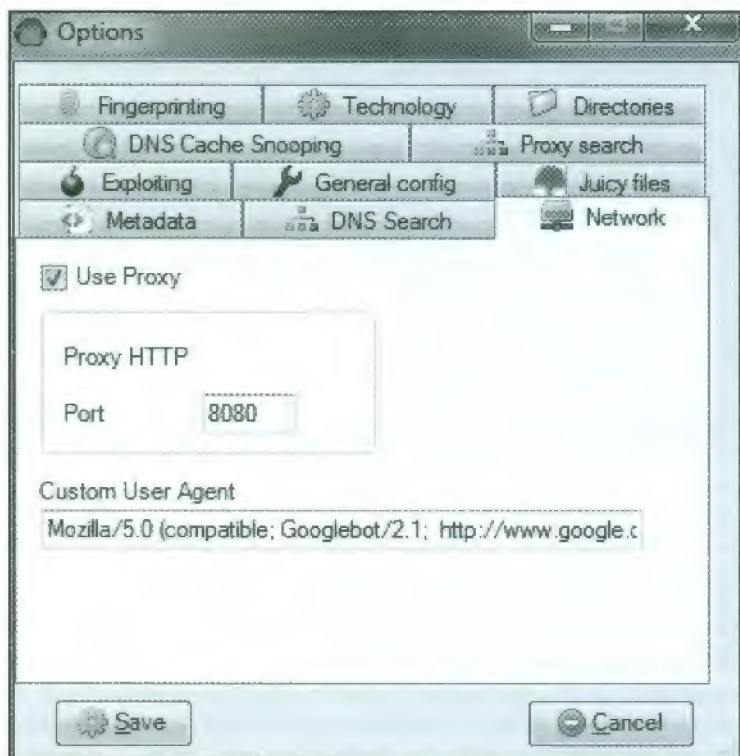 Options
Fingerprinting Technology Directories
DNS Cache Snooping Proxy search
Exploiting General config Juicy files
Metadata DNS Search Network
Use Proxy
Proxy HTTP
Port 8080
Custom User Agent
Mozilla/5.0 (compatible; Googlebot/2.1; http://www.google.c
Save Cancel